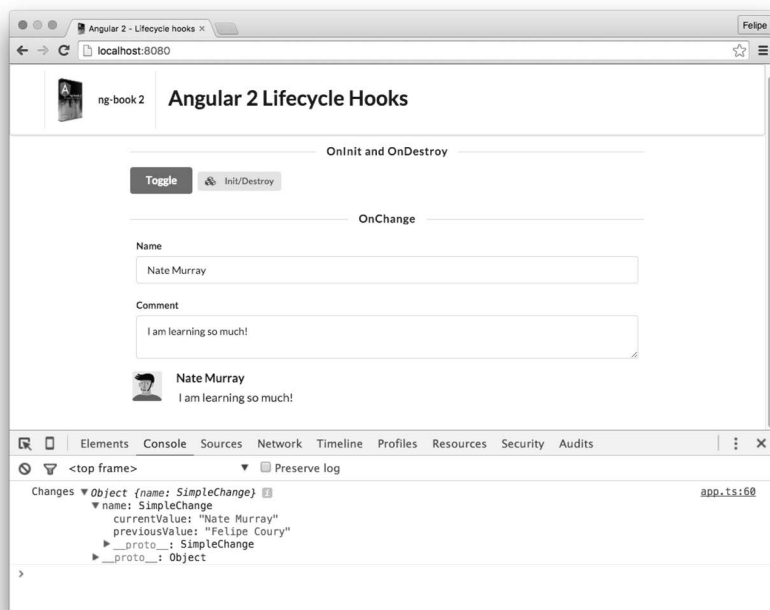 Angular 2 - Lifecycle hooks ×
Felipe
localhost:8080
A
ng-book 2
Angular 2 Lifecycle Hooks
OnInit and OnDestroy
Toggle
Init/Destroy
OnChange
Name
Nate Murray
Comment
I am learning so much!
Nate Murray
I am learning so much!
Elements Console Sources Network Timeline Profiles Resources Security Audits
<top frame> ▼ Preserve log
Changes ▼Object {name: SimpleChange} i app.ts:60
▼name: SimpleChange
currentValue: "Nate Murray"
previousValue: "Felipe Coury"
▶__proto__: SimpleChange
▶__proto__: Object
>